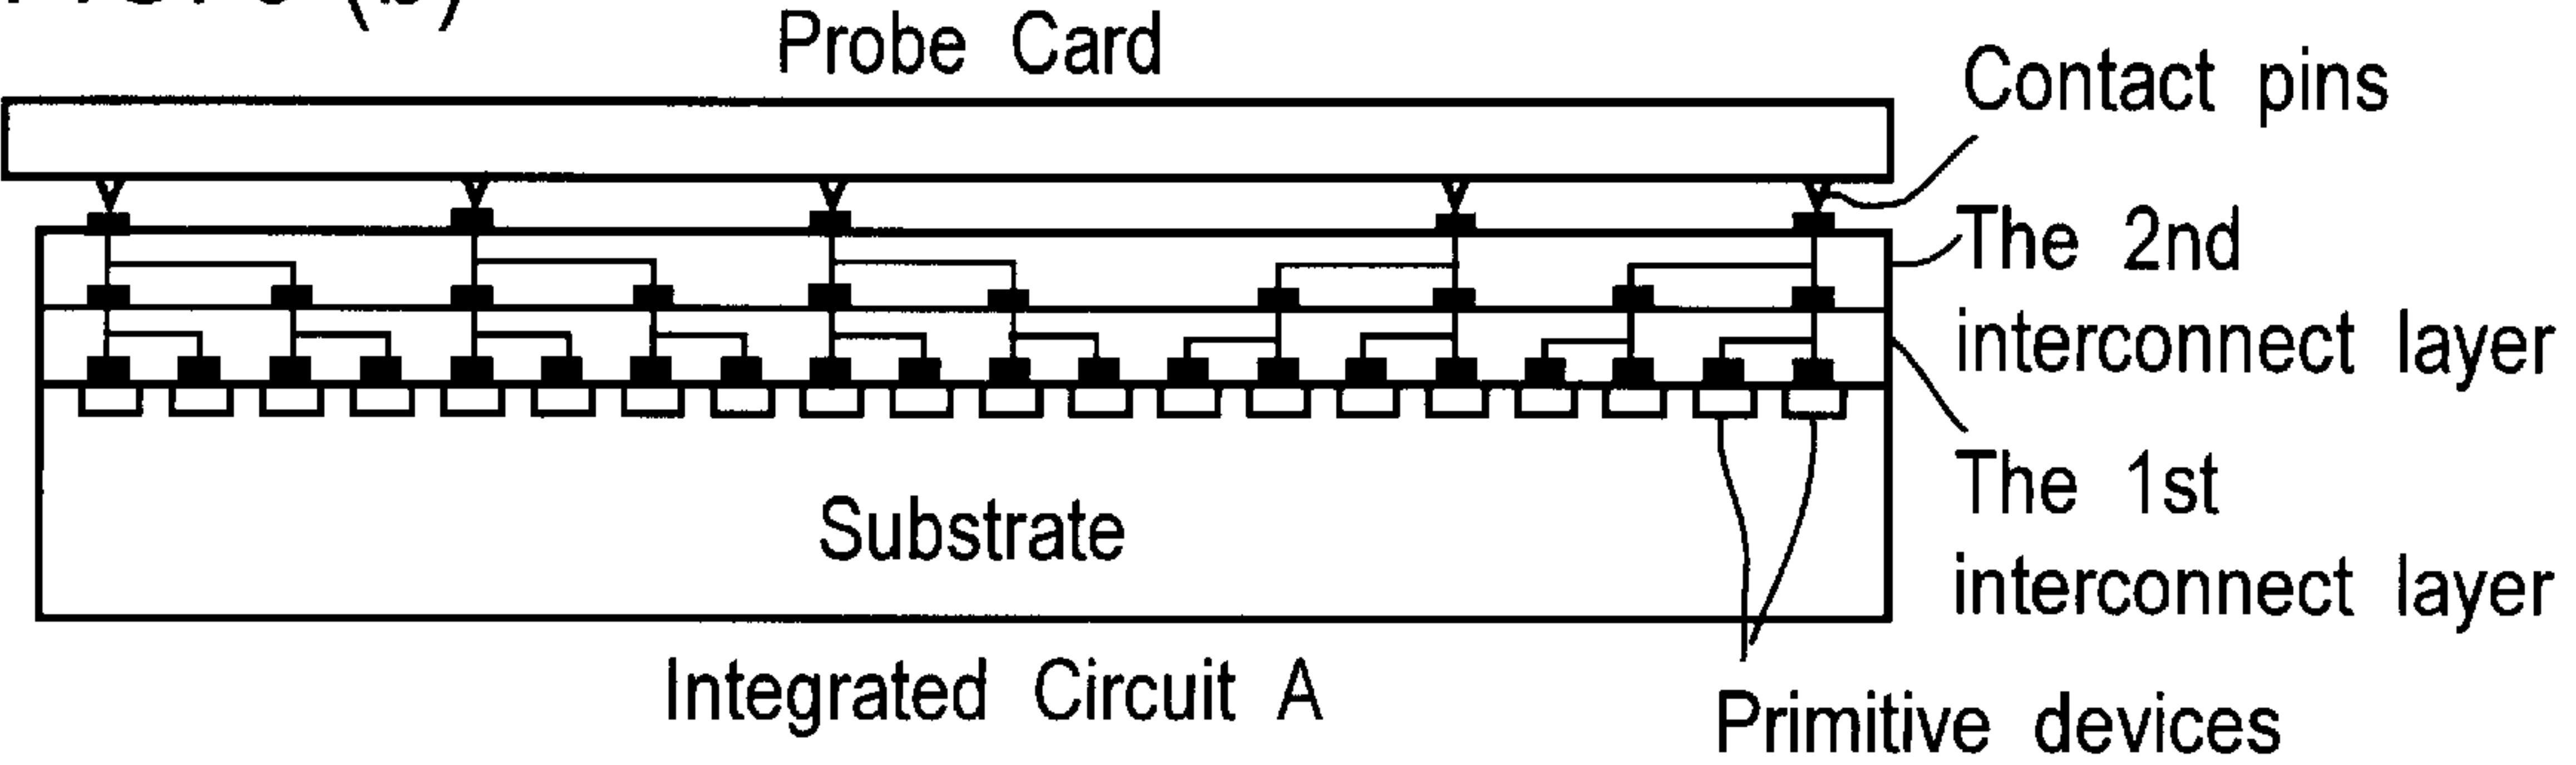 (b)
Probe Card
Contact pins
The 2nd
interconnect layer
The 1st
interconnect layer
Substrate
Integrated Circuit A
Primitive devices